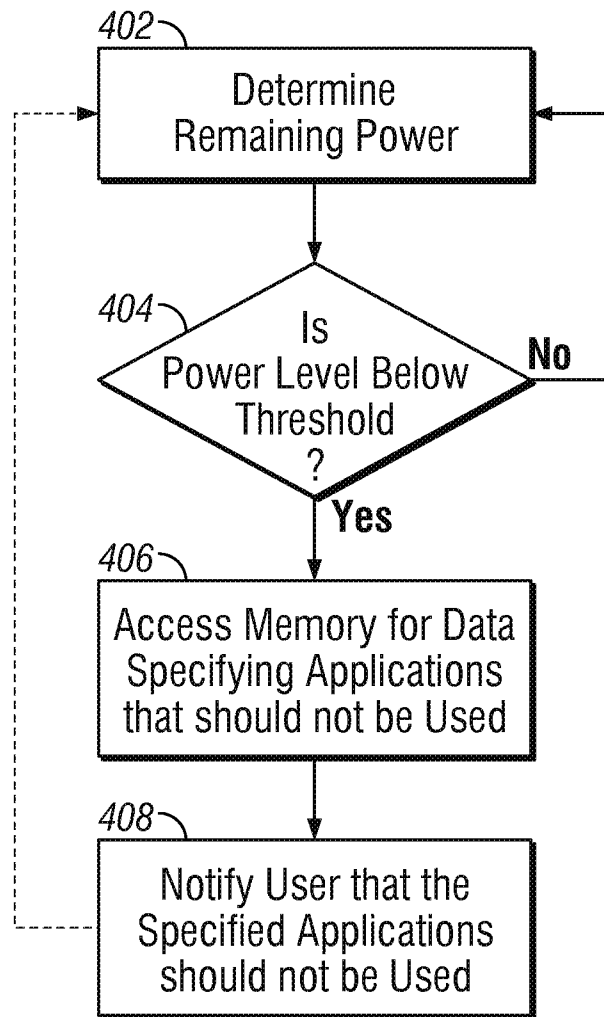 402
Determine
Remaining Power
404
Is
Power Level Below
Threshold
?
No
Yes
406
Access Memory for Data
Specifying Applications
that should not be Used
408
Notify User that the
Specified Applications
should not be Used